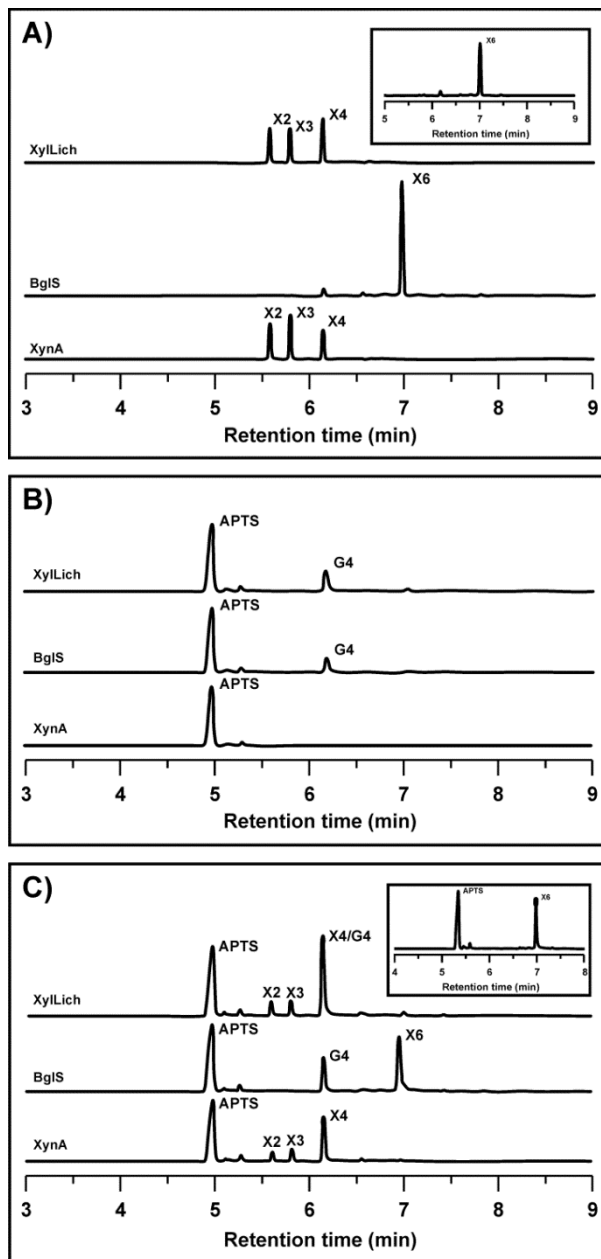 A)
X6
5 6 7 8 9
Retention time (min)
X2 X3 X4
XylLich
X6
BglS
X2 X3 X4
XynA
3 4 5 6 7 8 9
Retention time (min)
B)
APTS
G4
XylLich
APTS
G4
BglS
APTS
XynA
3 4 5 6 7 8 9
Retention time (min)
C)
APTS X6
4 5 6 7 8
Retention time (min)
X4/G4
APTS
X2 X3
XylLich
APTS
X6
G4
BglS
APTS
X4
X2 X3
XynA
3 4 5 6 7 8 9
Retention time (min)